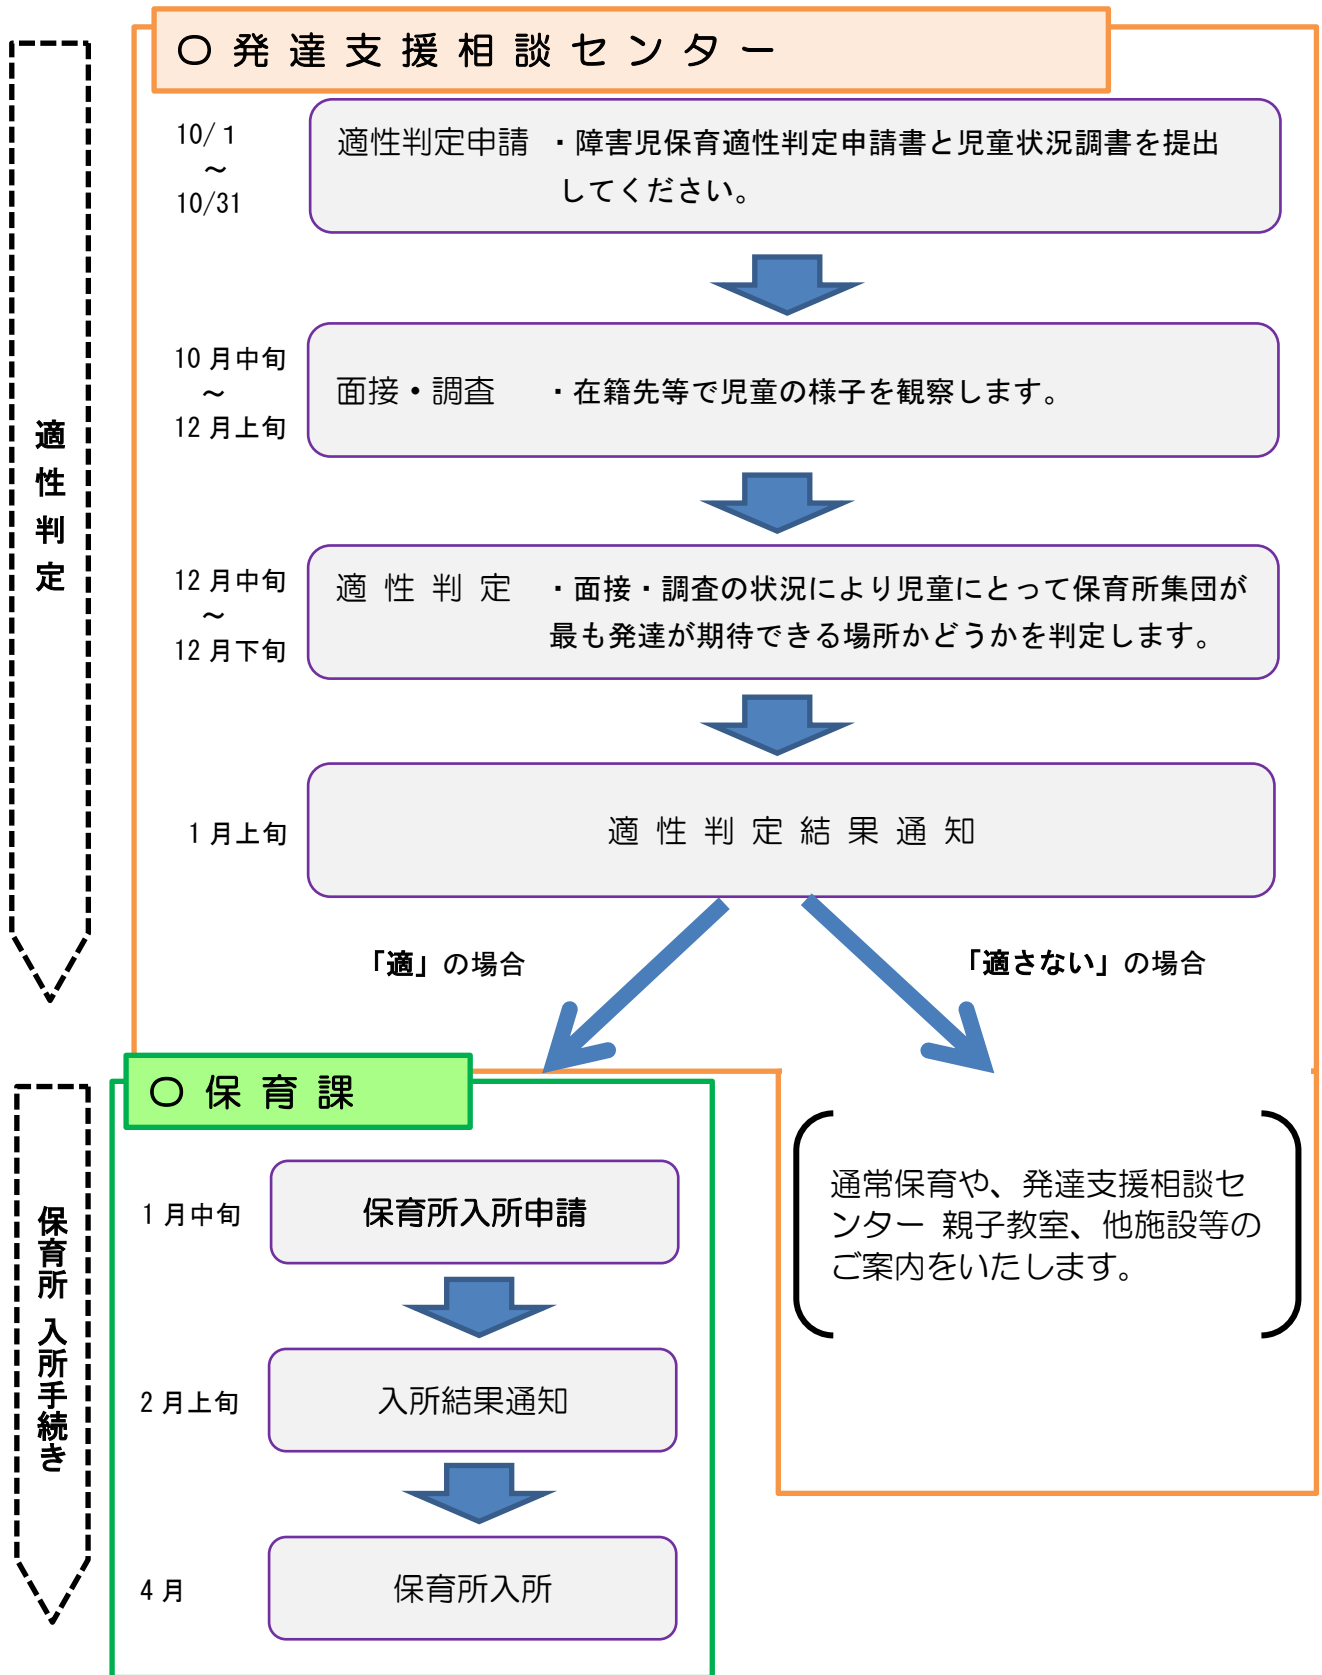 〇発達支援相談センター
10/1
～
10/31
適性判定申請 ・障害児保育適性判定申請書と児童状況調書を提出
してください。
10月中旬
～
12月上旬
面接・調査 ・在籍先等で児童の様子を観察します。
12月中旬
～
12月下旬
適性判定 ・面接・調査の状況により児童にとって保育所集団が
最も発達が期待できる場所かどうかを判定します。
適性判定
1月上旬
適性判定結果通知
「適」の場合
「適さない」の場合
〇保育課
1月中旬
保育所入所申請
通常保育や、発達支援相談セ
ンター 親子教室、他施設等の
ご案内をいたします。
保育所 入所手続き
2月上旬
入所結果通知
4月
保育所入所